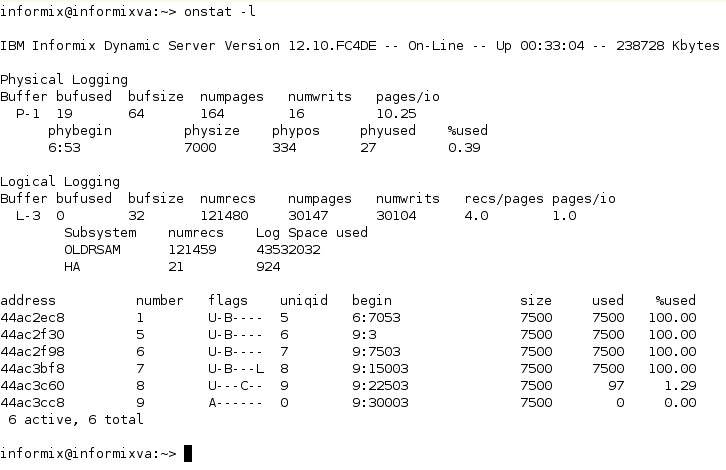 informix@informixva:~> onstat -l
IBM Informix Dynamic Server Version 12.10.FC4DE -- On-Line -- Up 00:33:04 -- 238728 Kbytes
Physical Logging
Buffer bufused  bufsize  numpages   numwrits   pages/io
  P-1  19       64       164        16         10.25
      phybegin         physize    phypos     phyused    %used
      6:53             7000       334        27         0.39
Logical Logging
Buffer bufused  bufsize  numrecs    numpages   numwrits   recs/pages pages/io
  L-3  0        32       121480     30147      30104      4.0        1.0
        Subsystem    numrecs    Log Space used
        OLDRSAM      121459     43532032
        HA           21         924
address          number   flags    uniqid   begin                size     used    %used
44ac2ec8         1        U-B----  5        6:7053               7500     7500   100.00
44ac2f30         5        U-B----  6        9:3                  7500     7500   100.00
44ac2f98         6        U-B----  7        9:7503               7500     7500   100.00
44ac3bf8         7        U-B---L  8        9:15003              7500     7500   100.00
44ac3c60         8        U---C--  9        9:22503              7500       97     1.29
44ac3cc8         9        A------  0        9:30003              7500        0     0.00
 6 active, 6 total
informix@informixva:~>